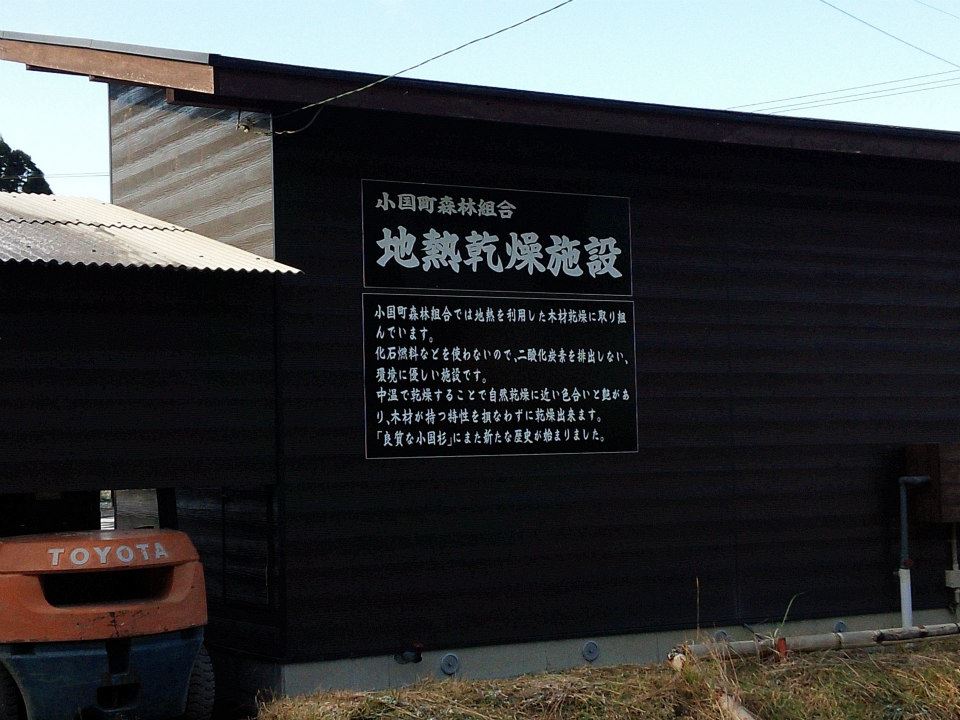 小国町森林組合
地熱乾燥施設
小国町森林組合では地熱を利用した木材乾燥に取り組
んでいます。
化石燃料などを使わないので、二酸化炭素を排出しない、
環境に優しい施設です。
中温で乾燥することで自然乾燥に近い色合いと艶があ
り、木材が持つ特性を損なわずに乾燥出来ます。
「良質な小国杉」にまた新たな歴史が始まりました。
TOYOTA